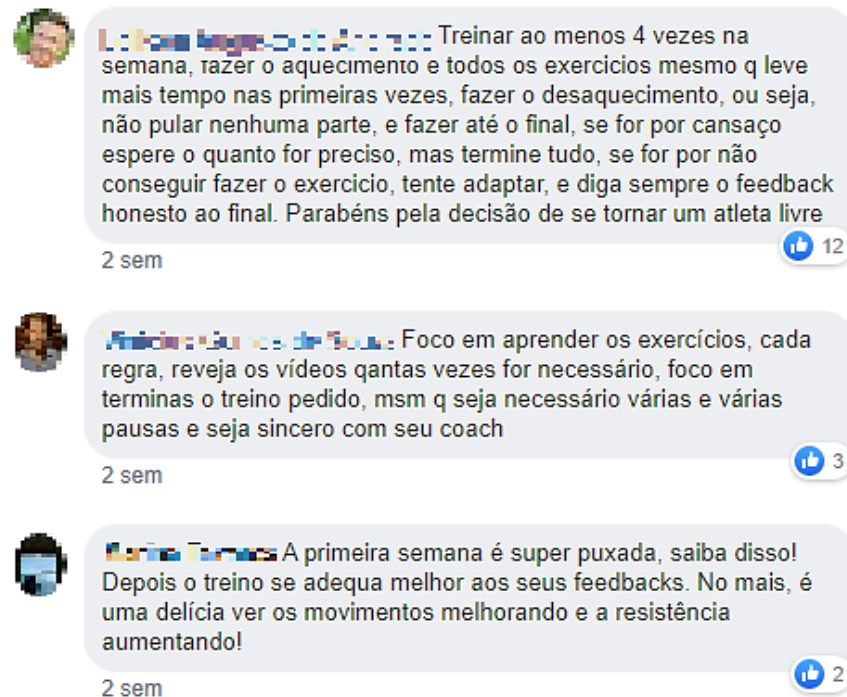 Treinar ao menos 4 vezes na
semana, fazer o aquecimento e todos os exercicios mesmo q leve
mais tempo nas primeiras vezes, fazer o desaquecimento, ou seja,
não pular nenhuma parte, e fazer até o final, se for por cansaço
espere o quanto for preciso, mas termine tudo, se for por não
conseguir fazer o exercicio, tente adaptar, e diga sempre o feedback
honesto ao final. Parabéns pela decisão de se tornar um atleta livre
12
2 sem
Foco em aprender os exercícios, cada
regra, reveja os vídeos qantas vezes for necessário, foco em
terminas o treino pedido, msm q seja necessário várias e várias
pausas e seja sincero com seu coach
3
2 sem
A primeira semana é super puxada, saiba disso!
Depois o treino se adequa melhor aos seus feedbacks. No mais, é
uma delícia ver os movimentos melhorando e a resistência
aumentando!
2
2 sem